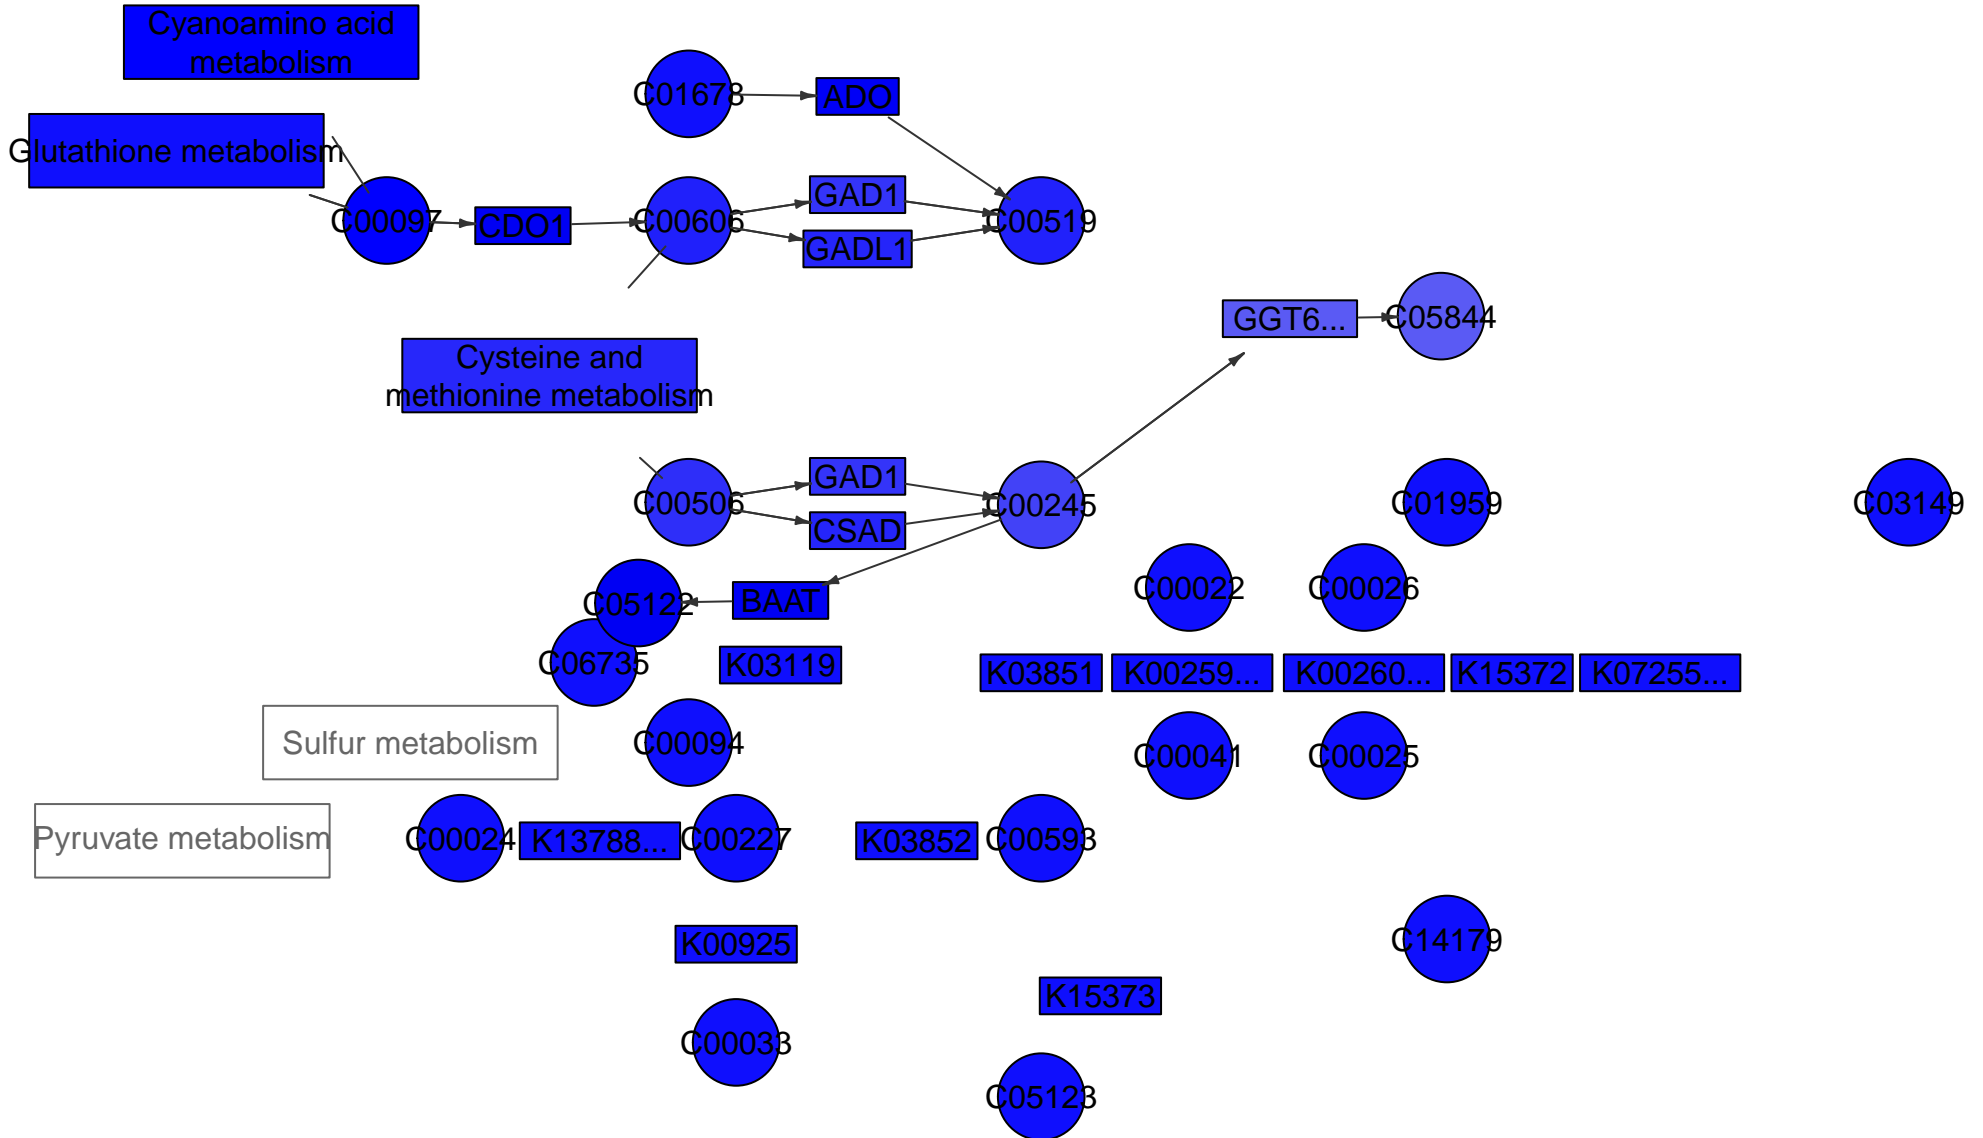 Cyanoamino acid
metabolism
C01678
ADO
Glutathione metabolism
C00097
CDO1
C00606
GAD1
GADL1
C00519
GGT6...
C05844
Cysteine and
methionine metabolism
C00506
GAD1
CSAD
C00245
C01959
C03149
C05122
BAAT
C00022
C00026
C06735
K03119
K03851
K00259...
K00260...
K15372
K07255...
Sulfur metabolism
C00094
C00041
C00025
Pyruvate metabolism
C00024
K13788...
C00227
K03852
C00593
K00925
C14179
K15373
C00033
C05123